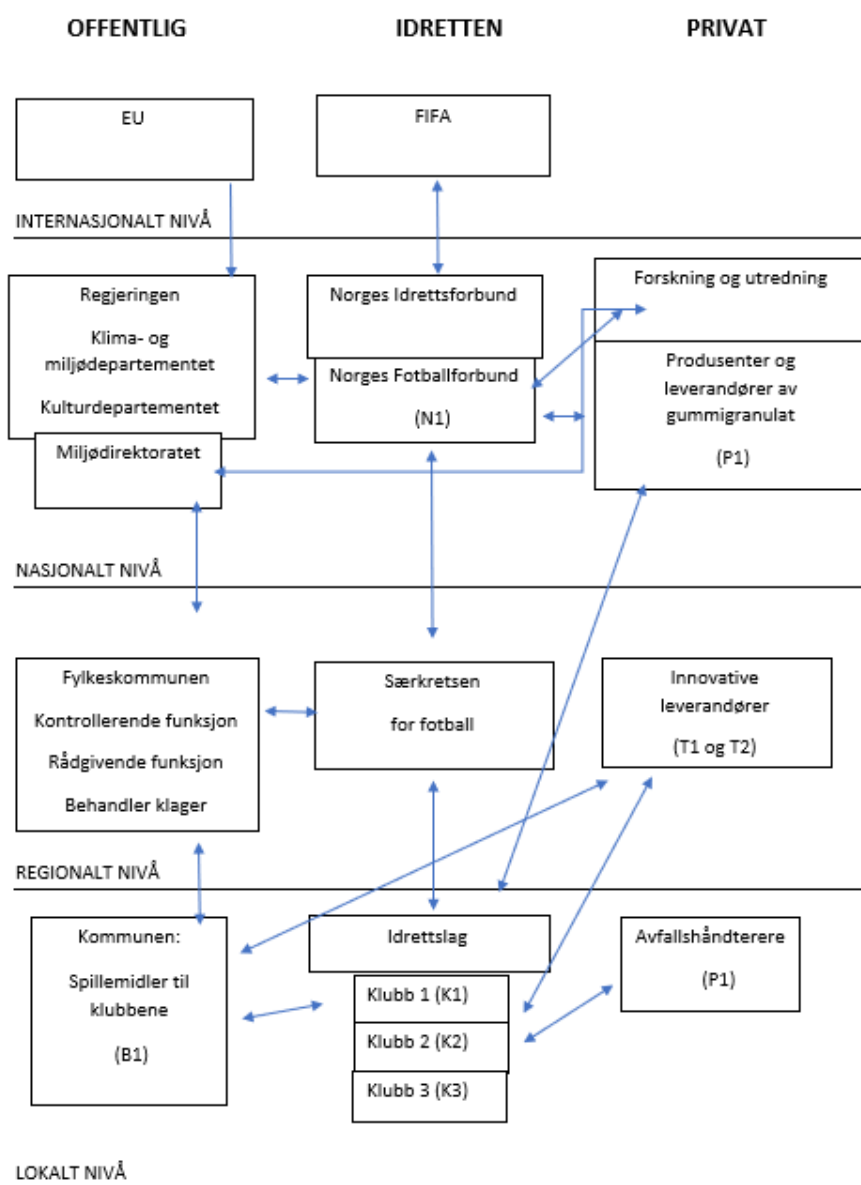 OFFENTLIG
IDRETTEN
PRIVAT
EU
FIFA
INTERNASJONALT NIVÅ
Regjeringen
Klima- og
miljødepartementet
Kulturdepartementet
Miljødirektoratet
Norges Idrettsforbund
Norges Fotballforbund
(N1)
Forskning og utredning
Produsenter og
leverandører av
gummigranulat
(P1)
NASJONALT NIVÅ
Fylkeskommunen
Kontrollerende funksjon
Rådgivende funksjon
Behandler klager
Særkretsen
for fotball
Innovative
leverandører
(T1 og T2)
REGIONALT NIVÅ
Kommunen:
Spillemidler til
klubbene
(B1)
Idrettslag
Klubb 1 (K1)
Klubb 2 (K2)
Klubb 3 (K3)
Avfallshåndterere
(P1)
LOKALT NIVÅ